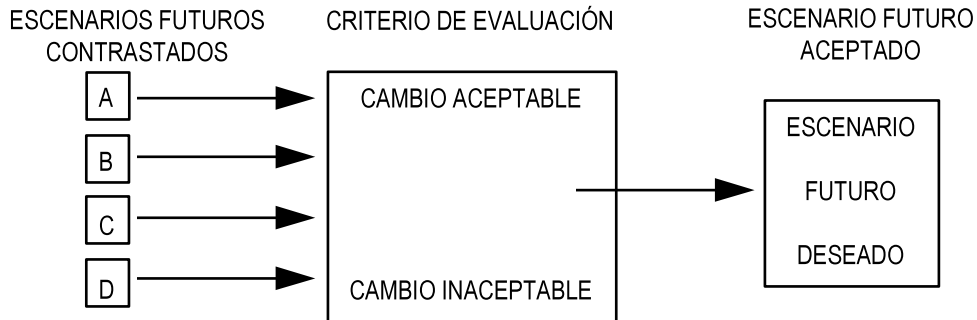 ESCENARIOS FUTUROS
CONTRASTADOS
CRITERIO DE EVALUACIÓN
ESCENARIO FUTURO
ACEPTADO
A
B
C
D
CAMBIO ACEPTABLE
CAMBIO INACEPTABLE
ESCENARIO
FUTURO
DESEADO